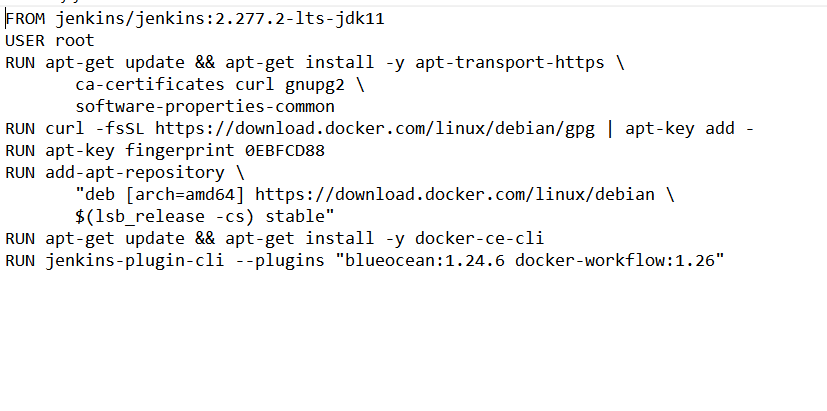 FROM jenkins/jenkins:2.277.2-lts-jdk11
USER root
RUN apt-get update && apt-get install -y apt-transport-https \
       ca-certificates curl gnupg2 \
       software-properties-common
RUN curl -fsSL https://download.docker.com/linux/debian/gpg | apt-key add -
RUN apt-key fingerprint 0EBFCD88
RUN add-apt-repository \
       "deb [arch=amd64] https://download.docker.com/linux/debian \
       $(lsb_release -cs) stable"
RUN apt-get update && apt-get install -y docker-ce-cli
RUN jenkins-plugin-cli --plugins "blueocean:1.24.6 docker-workflow:1.26"